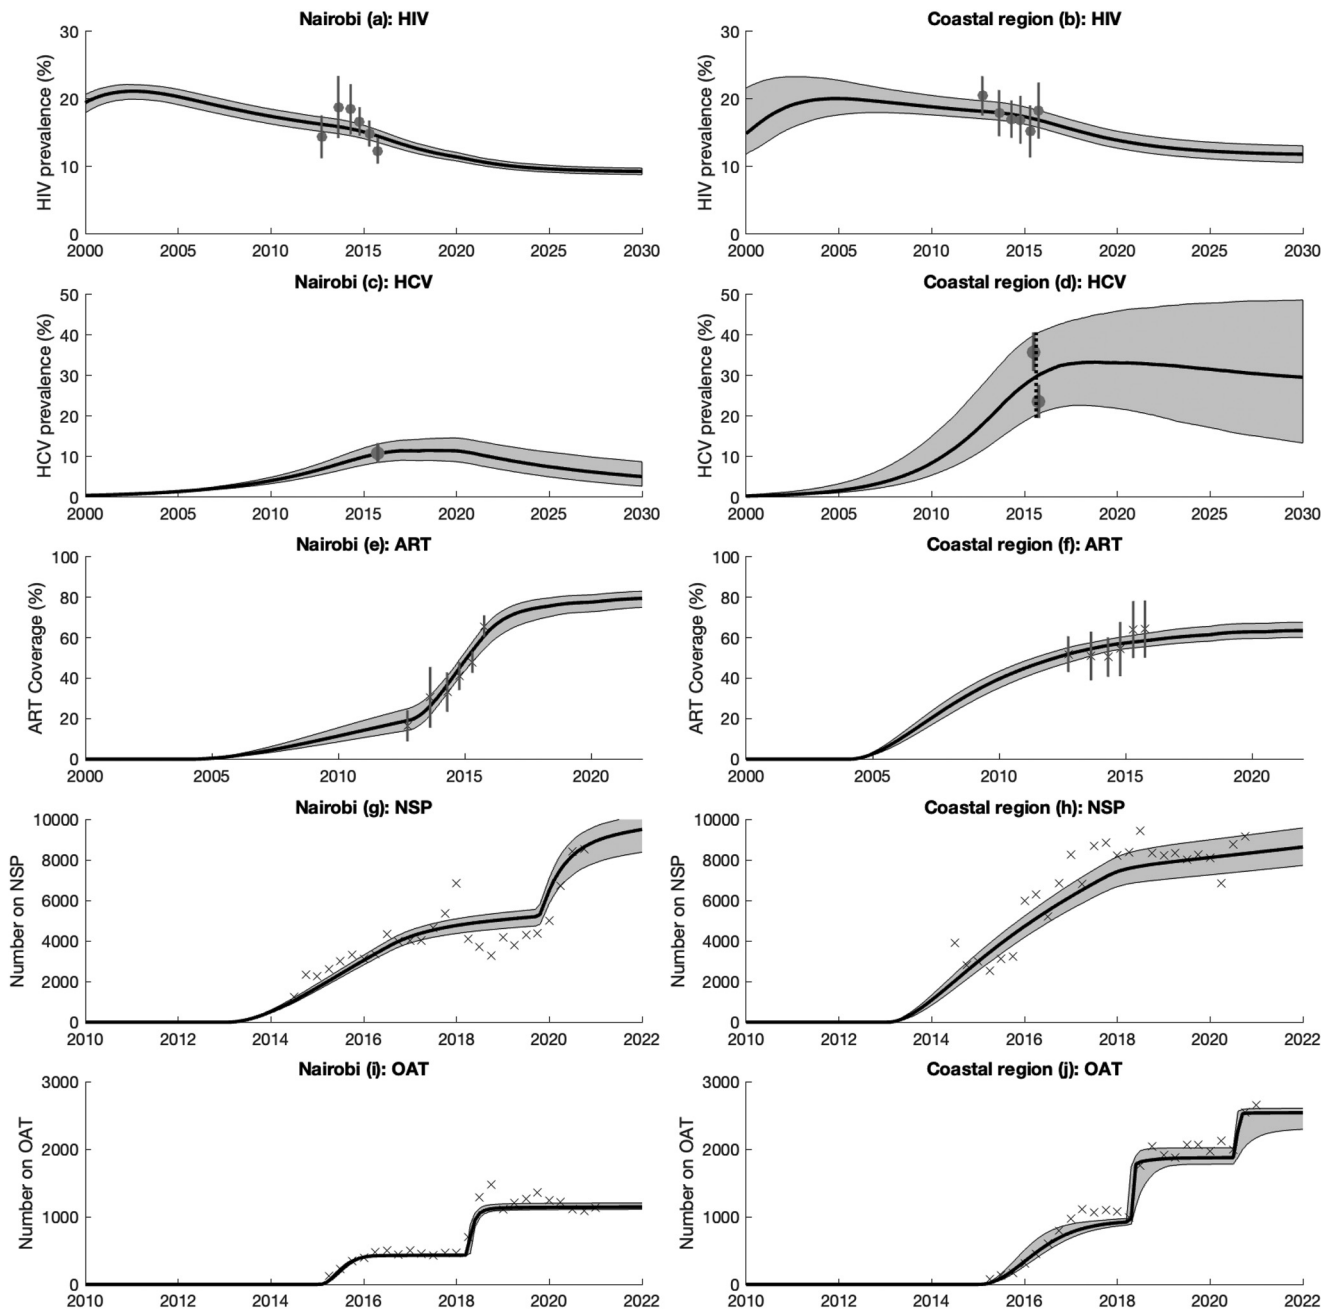 Nairobi (a): HIV
HIV prevalence (%)
30
20
10
0
2000 2005 2010 2015 2020 2025 2030
Coastal region (b): HIV
HIV prevalence (%)
30
20
10
0
2000 2005 2010 2015 2020 2025 2030
Nairobi (c): HCV
HCV prevalence (%)
50
40
30
20
10
0
2000 2005 2010 2015 2020 2025 2030
Coastal region (d): HCV
HCV prevalence (%)
50
40
30
20
10
0
2000 2005 2010 2015 2020 2025 2030
Nairobi (e): ART
ART Coverage (%)
100
80
60
40
20
0
2000 2005 2010 2015 2020
Coastal region (f): ART
ART Coverage (%)
100
80
60
40
20
0
2000 2005 2010 2015 2020
Nairobi (g): NSP
Number on NSP
10000
8000
6000
4000
2000
0
2010 2012 2014 2016 2018 2020 2022
Coastal region (h): NSP
Number on NSP
10000
8000
6000
4000
2000
0
2010 2012 2014 2016 2018 2020 2022
Nairobi (i): OAT
Number on OAT
3000
2000
1000
0
2010 2012 2014 2016 2018 2020 2022
Coastal region (j): OAT
Number on OAT
3000
2000
1000
0
2010 2012 2014 2016 2018 2020 2022